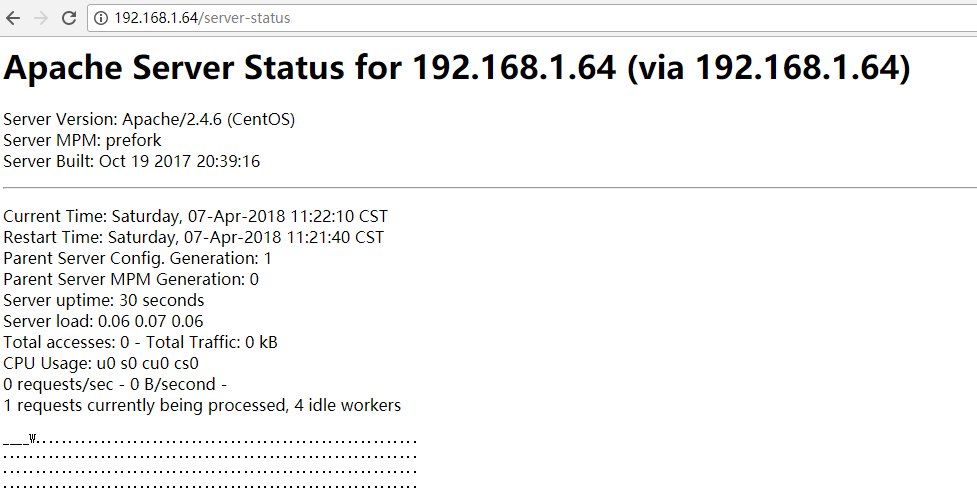 192.168.1.64/server-status
Apache Server Status for 192.168.1.64 (via 192.168.1.64)
Server Version: Apache/2.4.6 (CentOS)
Server MPM: prefork
Server Built: Oct 19 2017 20:39:16
Current Time: Saturday, 07-Apr-2018 11:22:10 CST
Restart Time: Saturday, 07-Apr-2018 11:21:40 CST
Parent Server Config. Generation: 1
Parent Server MPM Generation: 0
Server uptime: 30 seconds
Server load: 0.06 0.07 0.06
Total accesses: 0 - Total Traffic: 0 kB
CPU Usage: u0 s0 cu0 cs0
0 requests/sec - 0 B/second -
1 requests currently being processed, 4 idle workers
____W...........................................................
................................................................
................................................................
................................................................